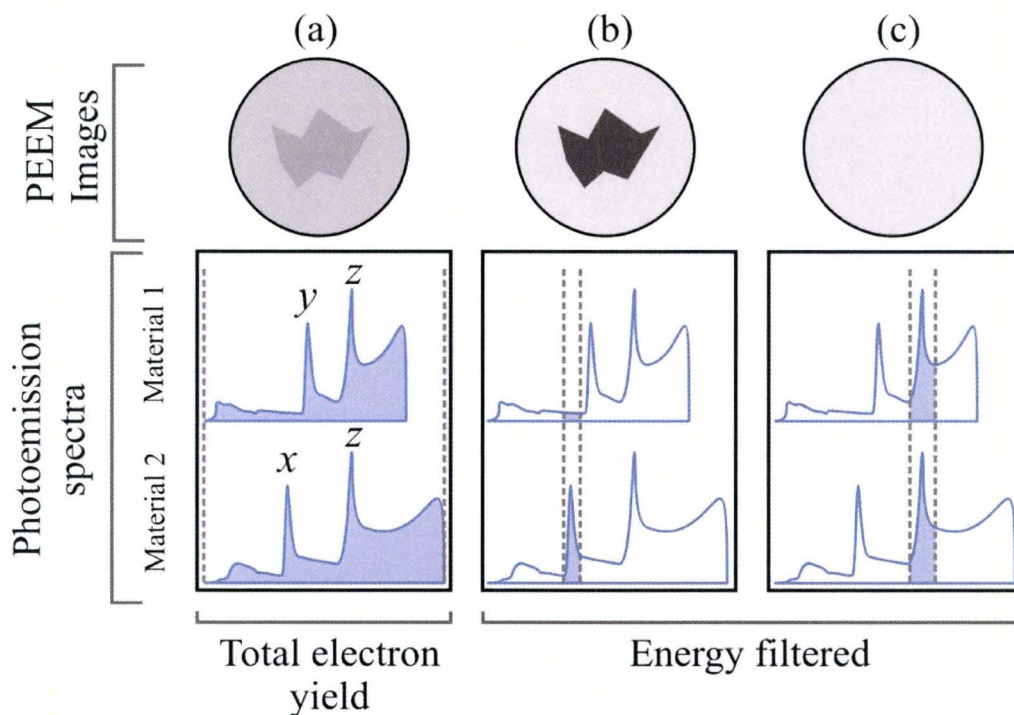 (a)
(b)
(c)
PEEM
Images
Photoemission
spectra
Material 1
Material 2
y
z
x
z
Total electron
yield
Energy filtered